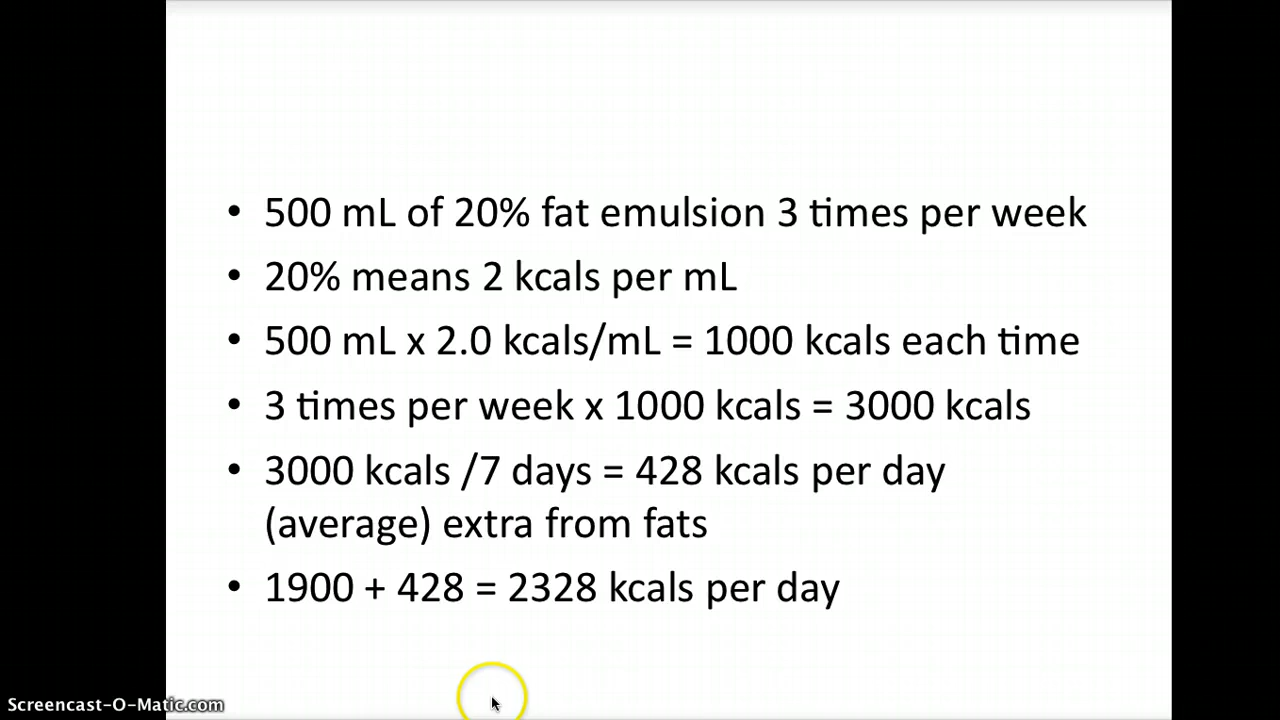 • 500 mL of 20% fat emulsion 3 times per week
• 20% means 2 kcals per mL
• 500 mL x 2.0 kcals/mL = 1000 kcals each time
• 3 times per week x 1000 kcals = 3000 kcals
• 3000 kcals /7 days = 428 kcals per day
(average) extra from fats
• 1900 + 428 = 2328 kcals per day
Screencast-O-Matic.com